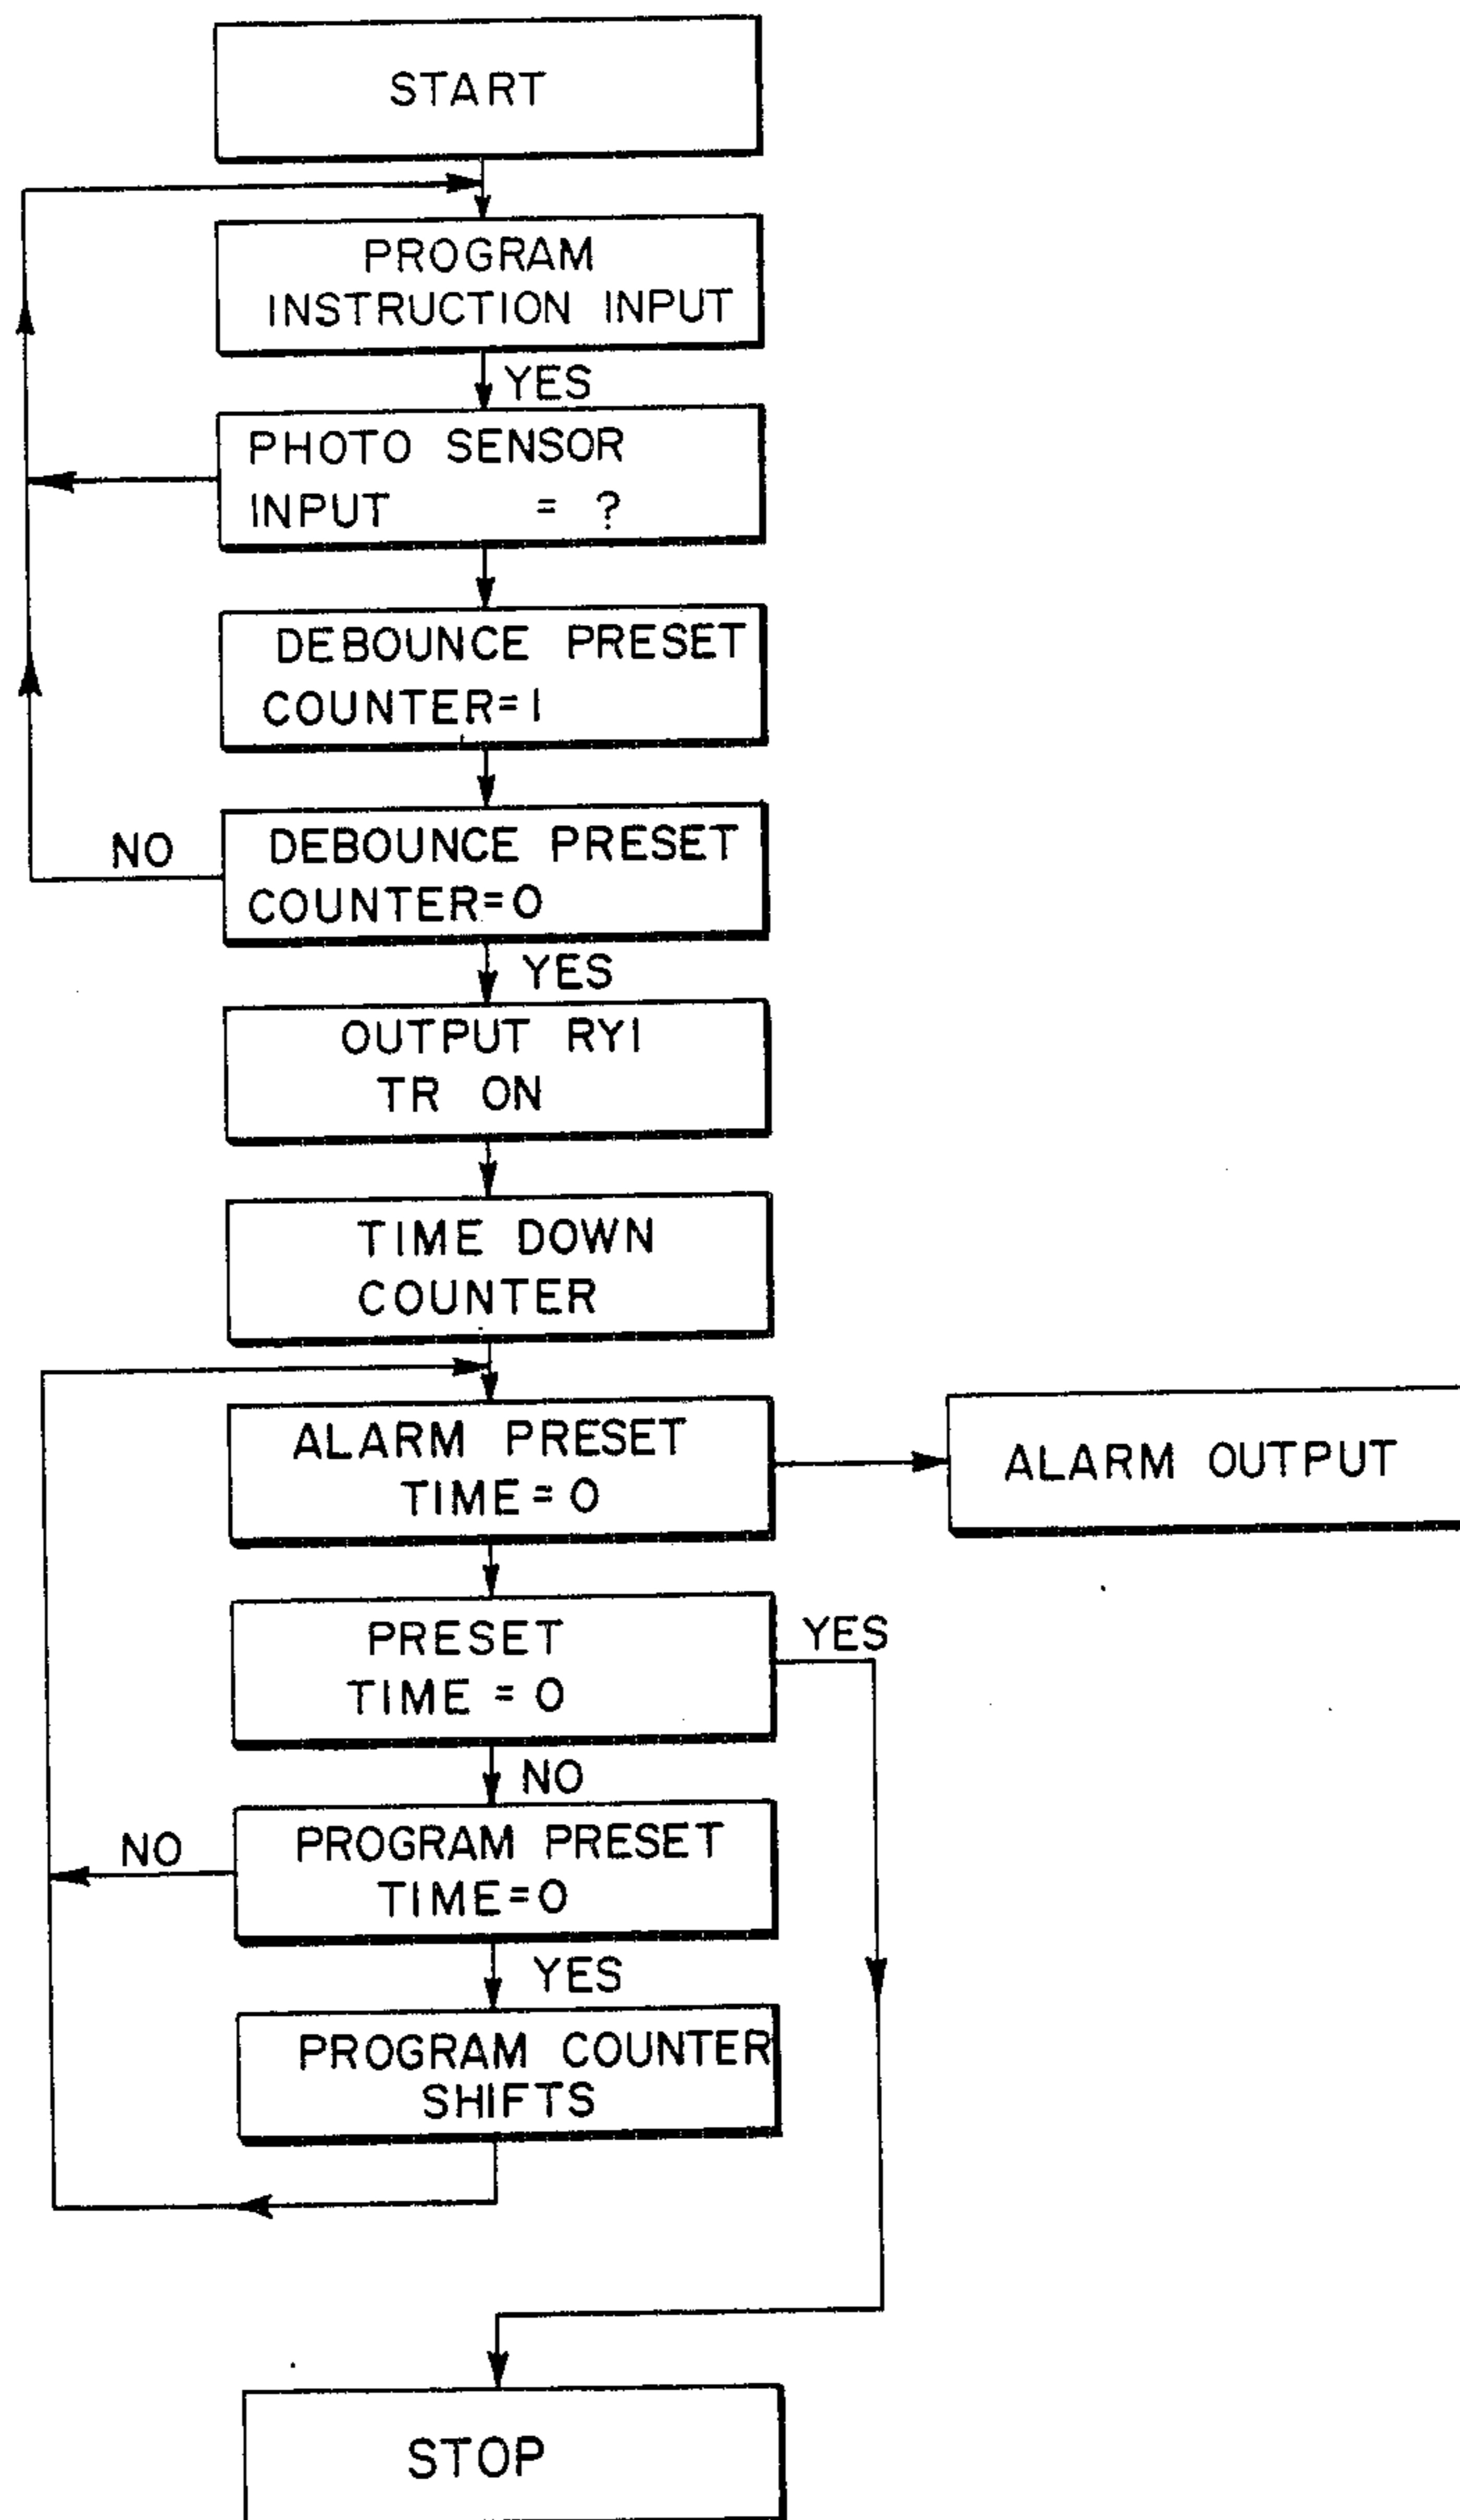 START
PROGRAM
INSTRUCTION INPUT
YES
PHOTO SENSOR
INPUT = ?
DEBOUNCE PRESET
COUNTER=1
NO
DEBOUNCE PRESET
COUNTER=0
YES
OUTPUT RY1
TR ON
TIME DOWN
COUNTER
ALARM PRESET
TIME=0
ALARM OUTPUT
PRESET
TIME = 0
YES
NO
NO
PROGRAM PRESET
TIME=0
YES
PROGRAM COUNTER
SHIFTS
STOP